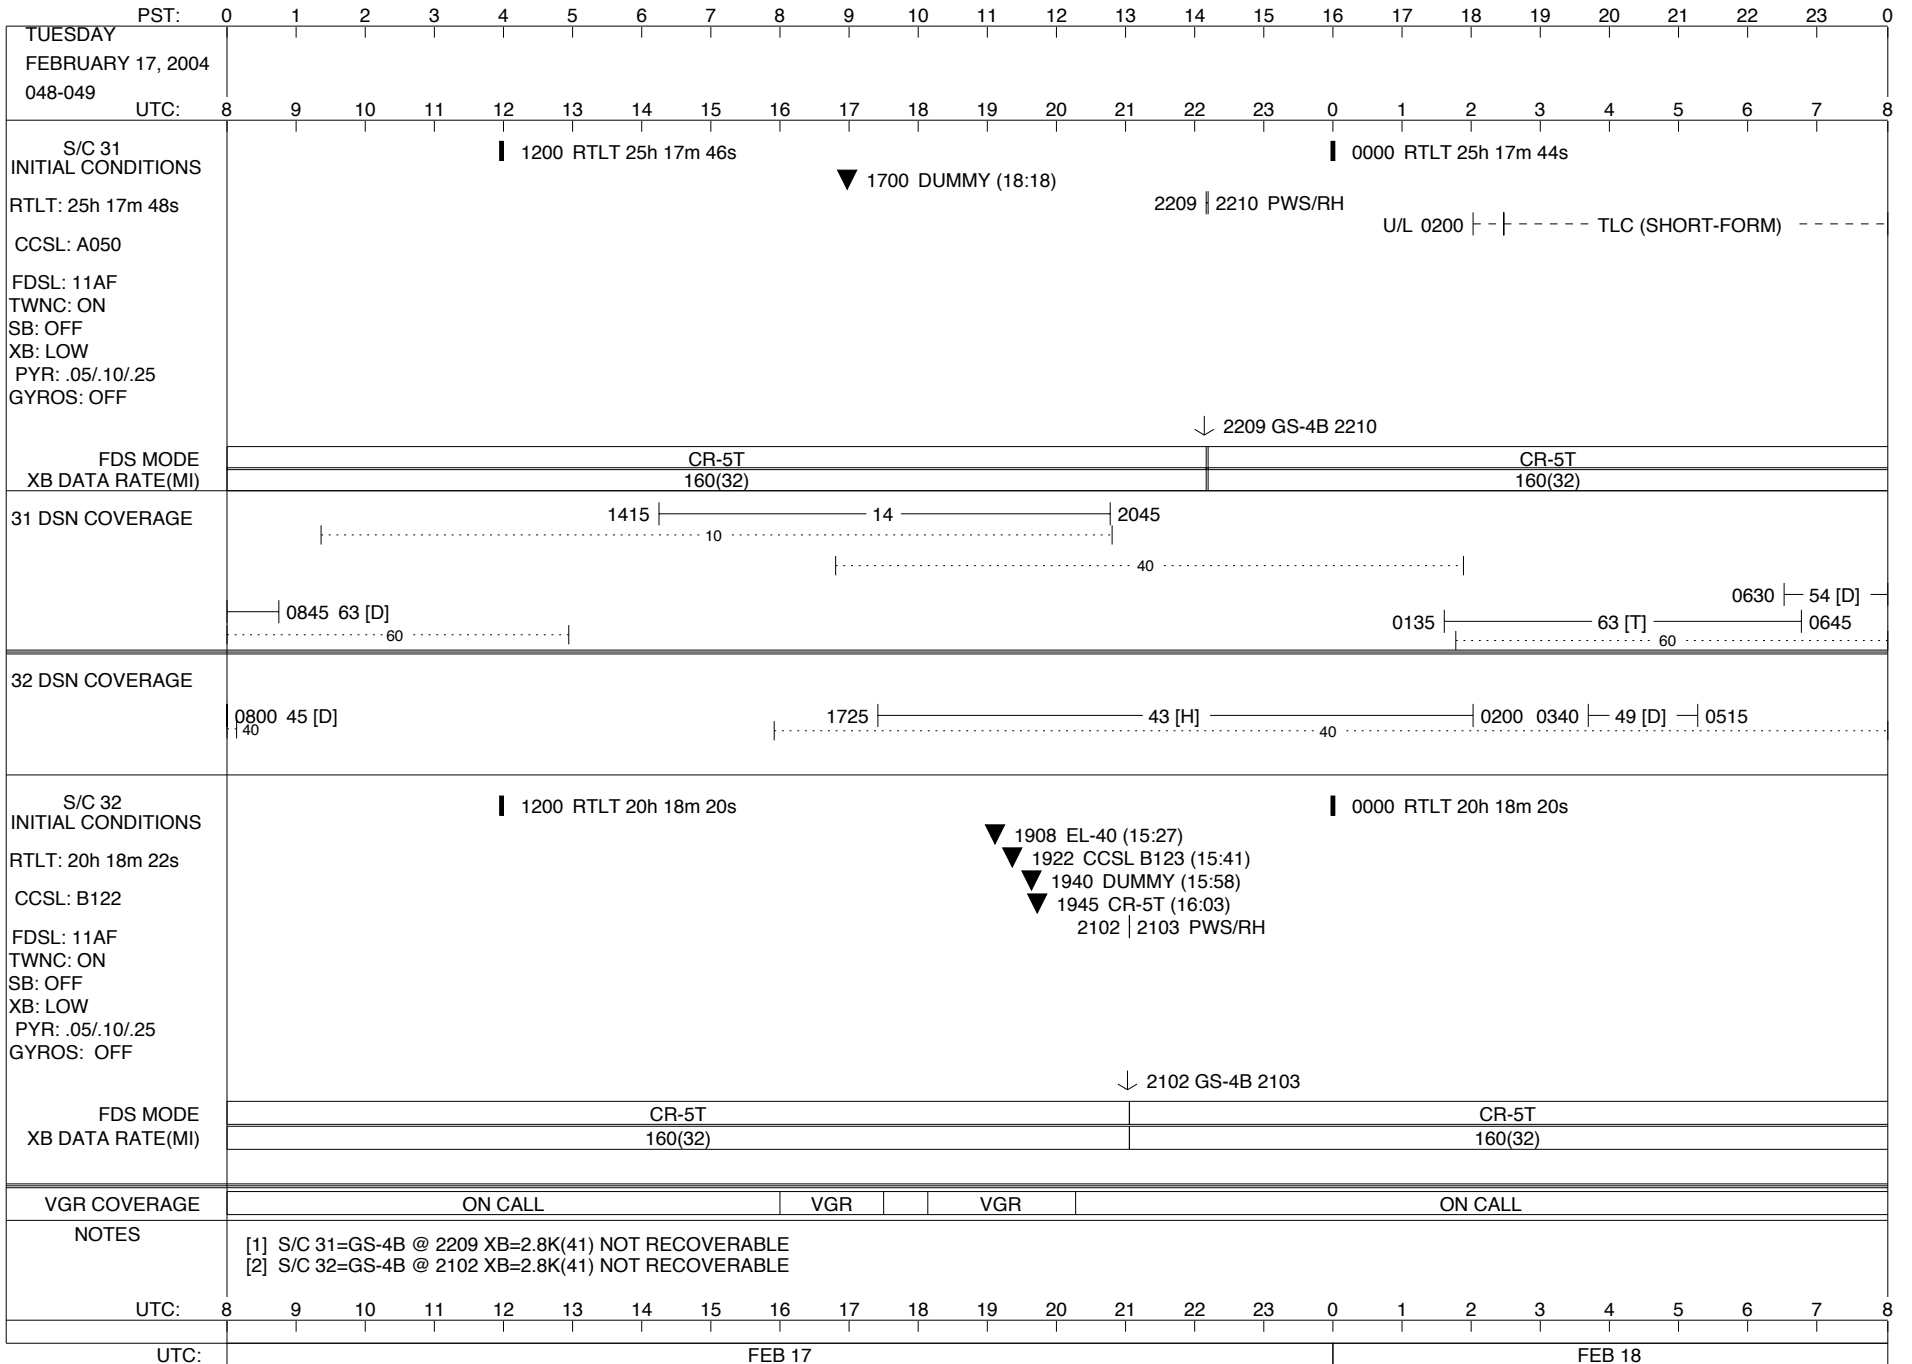 PST: 0 1 2 3 4 5 6 7 8 9 10 11 12 13 14 15 16 17 18 19 20 21 22 23 0
TUESDAY
FEBRUARY 17, 2004
048-049
UTC: 8 9 10 11 12 13 14 15 16 17 18 19 20 21 22 23 0 1 2 3 4 5 6 7 8
S/C 31
INITIAL CONDITIONS
RTLT: 25h 17m 48s
CCSL: A050
FDSL: 11AF
TWNC: ON
SB: OFF
XB: LOW
PYR: .05/.10/.25
GYROS: OFF
1200 RTLT 25h 17m 46s
0000 RTLT 25h 17m 44s
1700 DUMMY (18:18)
2209 2210 PWS/RH
U/L 0200 TLC (SHORT-FORM)
2209 GS-4B 2210
FDS MODE CR-5T CR-5T
XB DATA RATE(MI) 160(32) 160(32)
31 DSN COVERAGE
1415 14 2045
10
40
0630 54 [D]
0845 63 [D]
0135 63 [T] 0645
60 60
32 DSN COVERAGE
0800 45 [D]
1725 43 [H] 0200 0340 49 [D] 0515
40 40
S/C 32
INITIAL CONDITIONS
RTLT: 20h 18m 22s
CCSL: B122
FDSL: 11AF
TWNC: ON
SB: OFF
XB: LOW
PYR: .05/.10/.25
GYROS: OFF
1200 RTLT 20h 18m 20s
0000 RTLT 20h 18m 20s
1908 EL-40 (15:27)
1922 CCSL B123 (15:41)
1940 DUMMY (15:58)
1945 CR-5T (16:03)
2102 2103 PWS/RH
2102 GS-4B 2103
FDS MODE CR-5T CR-5T
XB DATA RATE(MI) 160(32) 160(32)
VGR COVERAGE ON CALL VGR VGR ON CALL
NOTES
[1] S/C 31=GS-4B @ 2209 XB=2.8K(41) NOT RECOVERABLE
[2] S/C 32=GS-4B @ 2102 XB=2.8K(41) NOT RECOVERABLE
UTC: 8 9 10 11 12 13 14 15 16 17 18 19 20 21 22 23 0 1 2 3 4 5 6 7 8
UTC: FEB 17 FEB 18